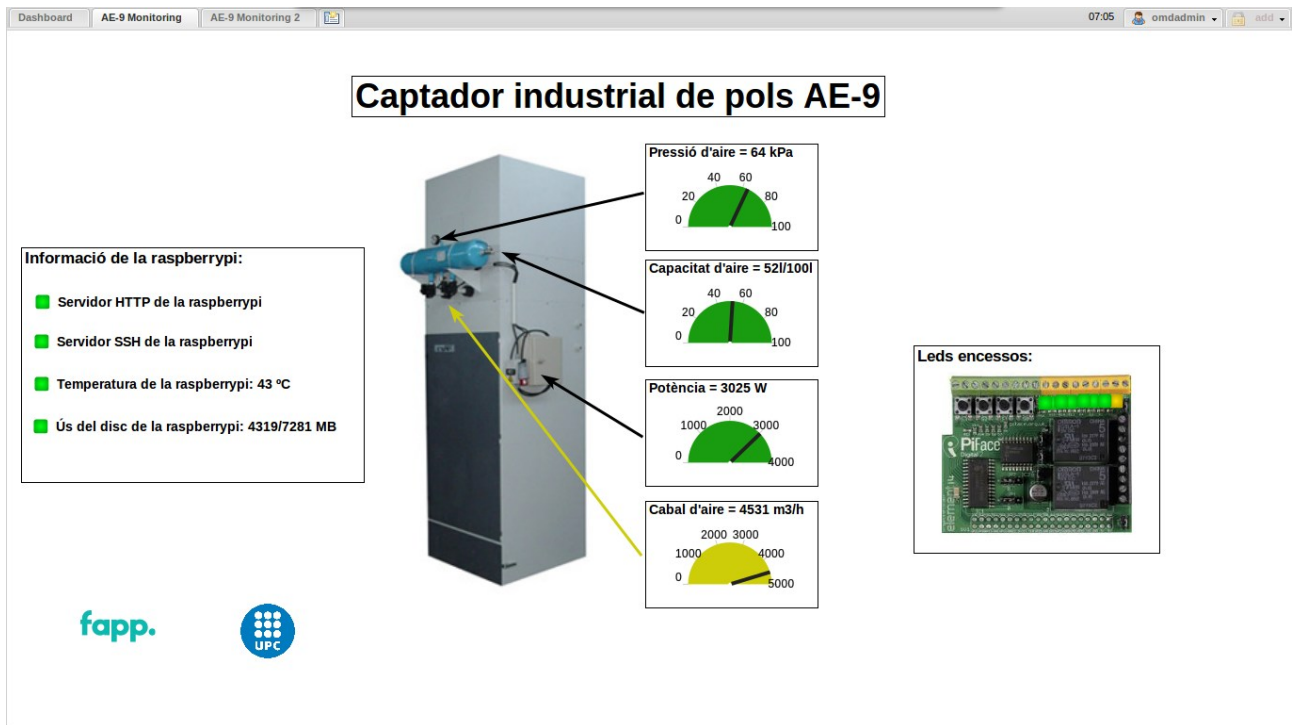 Dashboard
AE-9 Monitoring
AE-9 Monitoring 2
07:05
omdadmin
add
Captador industrial de pols AE-9
Informació de la raspberrypi:
Servidor HTTP de la raspberrypi
Servidor SSH de la raspberrypi
Temperatura de la raspberrypi: 43 ºC
Ús del disc de la raspberrypi: 4319/7281 MB
Pressió d'aire = 64 kPa
0 20 40 60 80 100
Capacitat d'aire = 52l/100l
0 20 40 60 80 100
Potència = 3025 W
0 1000 2000 3000 4000
Cabal d'aire = 4531 m3/h
0 1000 2000 3000 4000 5000
Leds encessos:
PiFace
Digital
element14
fapp.
UPC